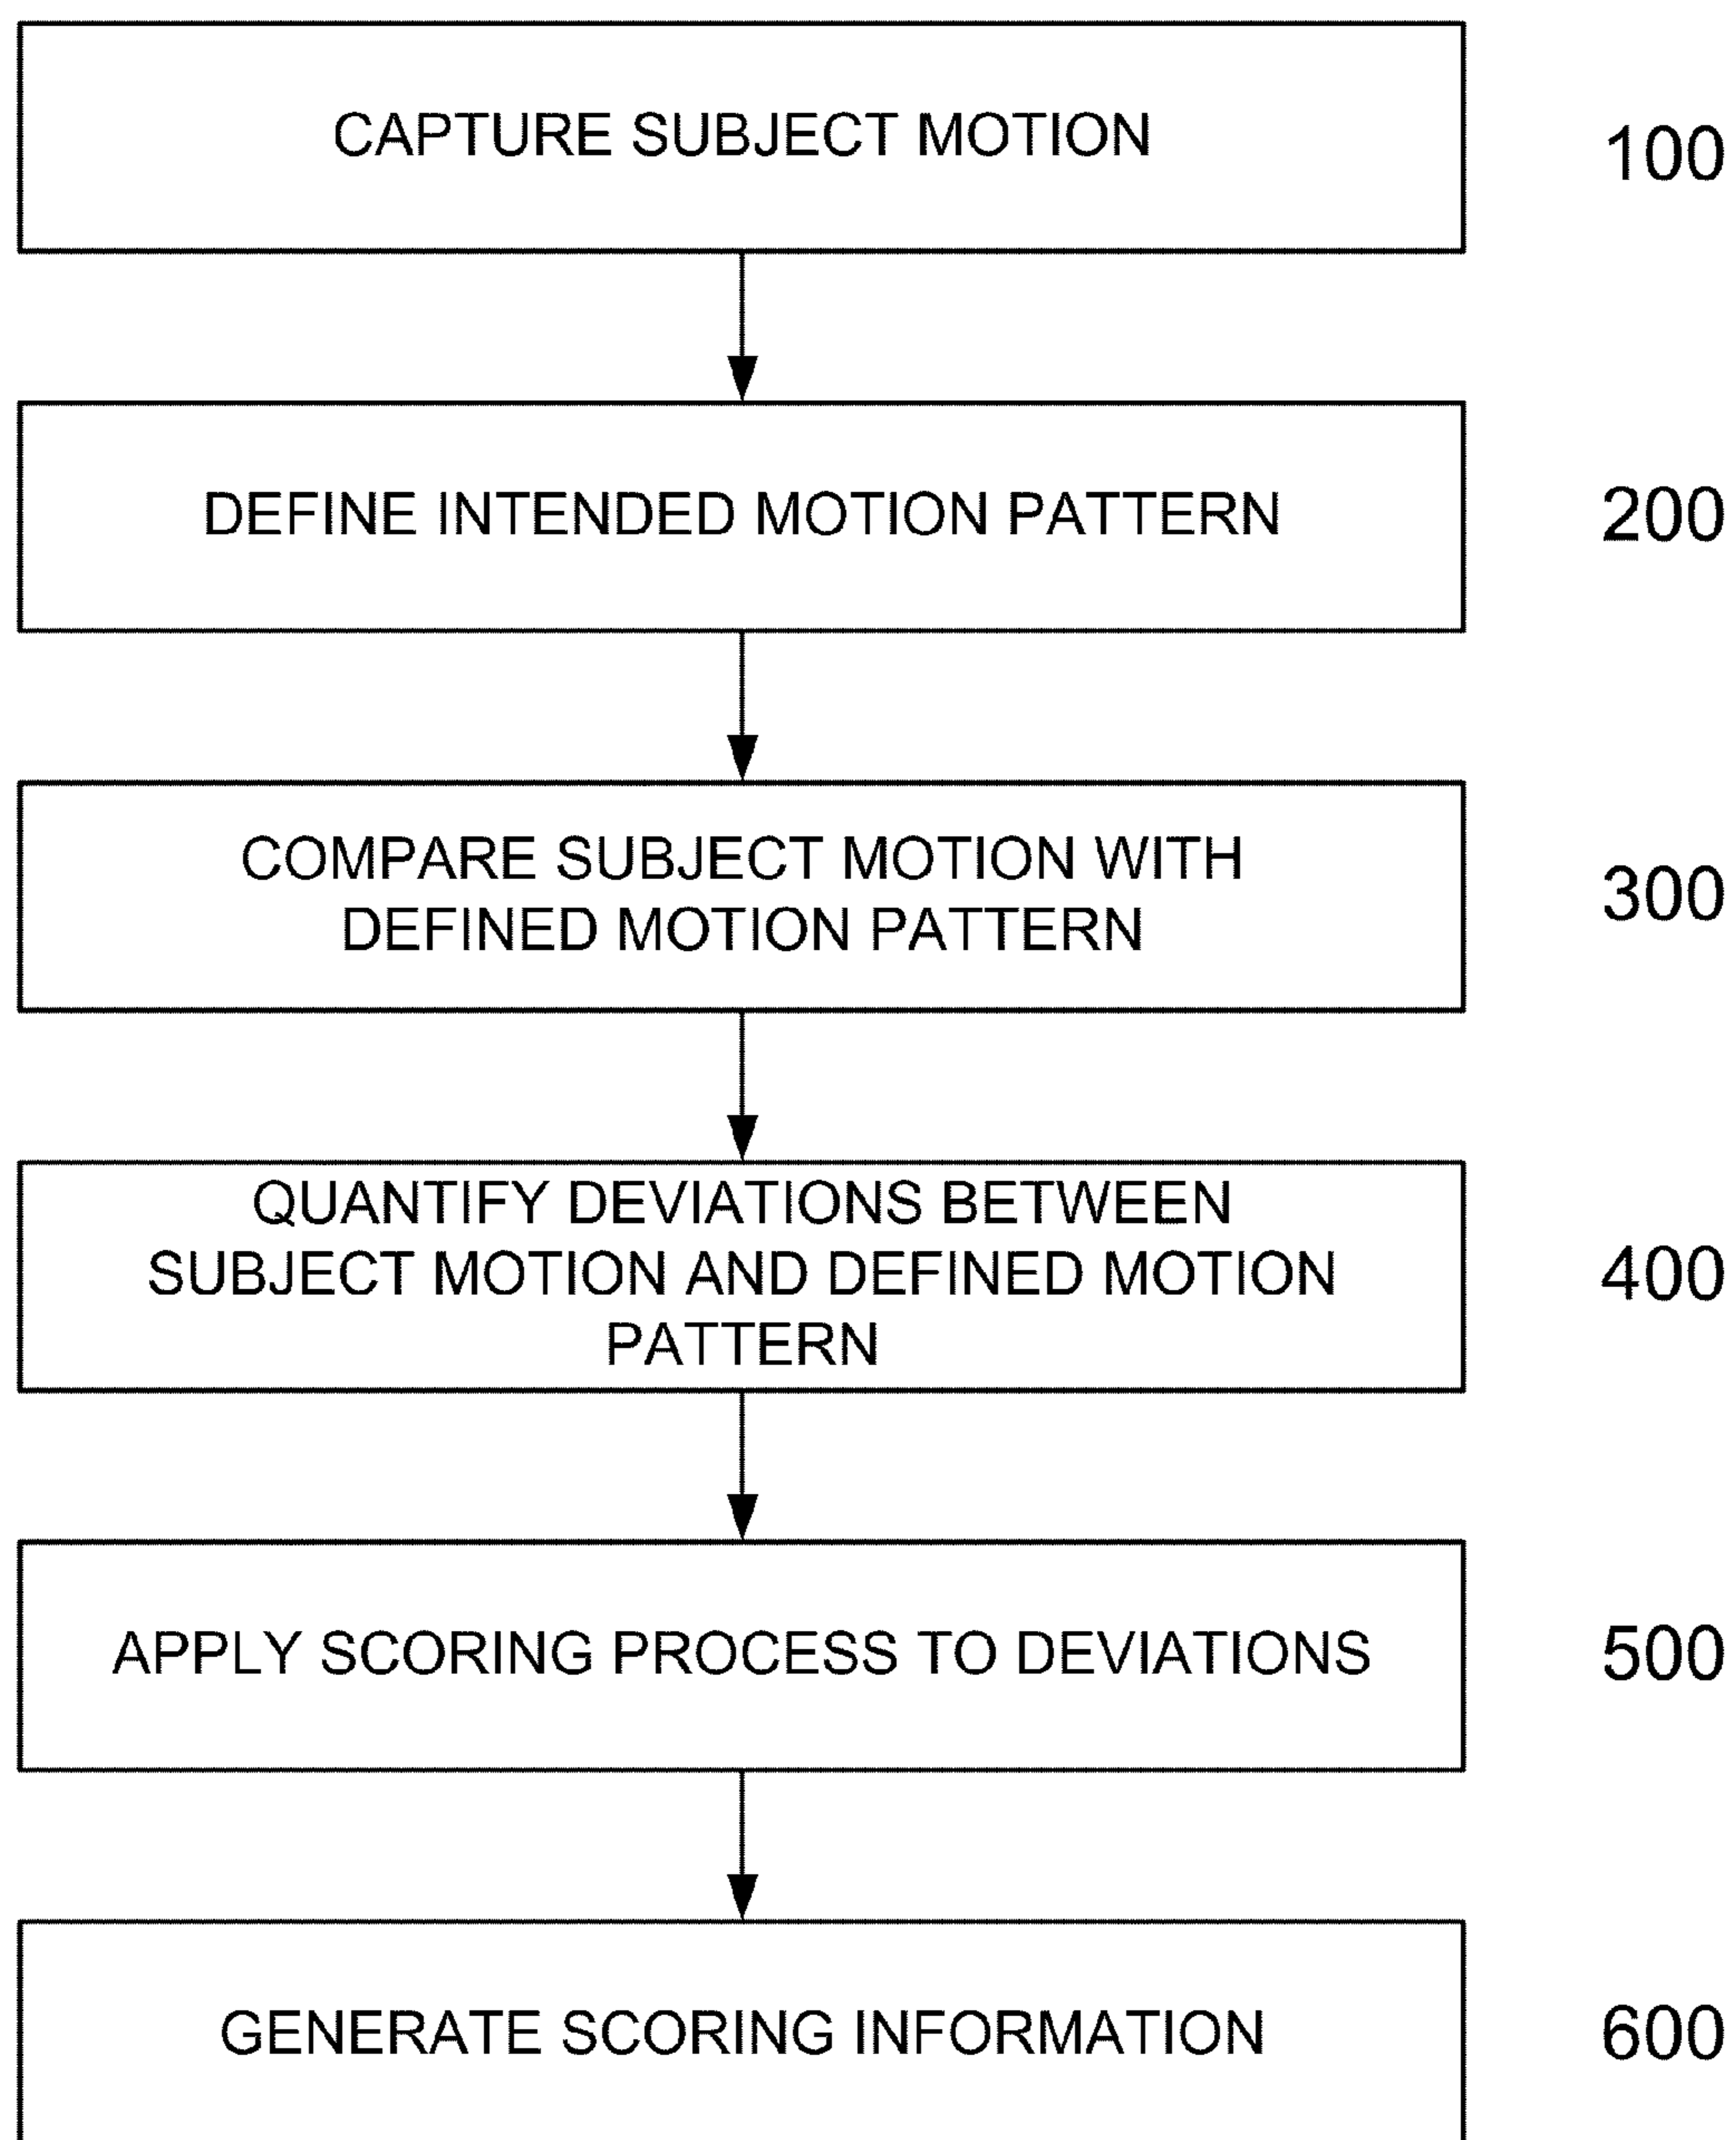 CAPTURE SUBJECT MOTION
100
DEFINE INTENDED MOTION PATTERN
200
COMPARE SUBJECT MOTION WITH
DEFINED MOTION PATTERN
300
QUANTIFY DEVIATIONS BETWEEN
SUBJECT MOTION AND DEFINED MOTION
PATTERN
400
APPLY SCORING PROCESS TO DEVIATIONS
500
GENERATE SCORING INFORMATION
600